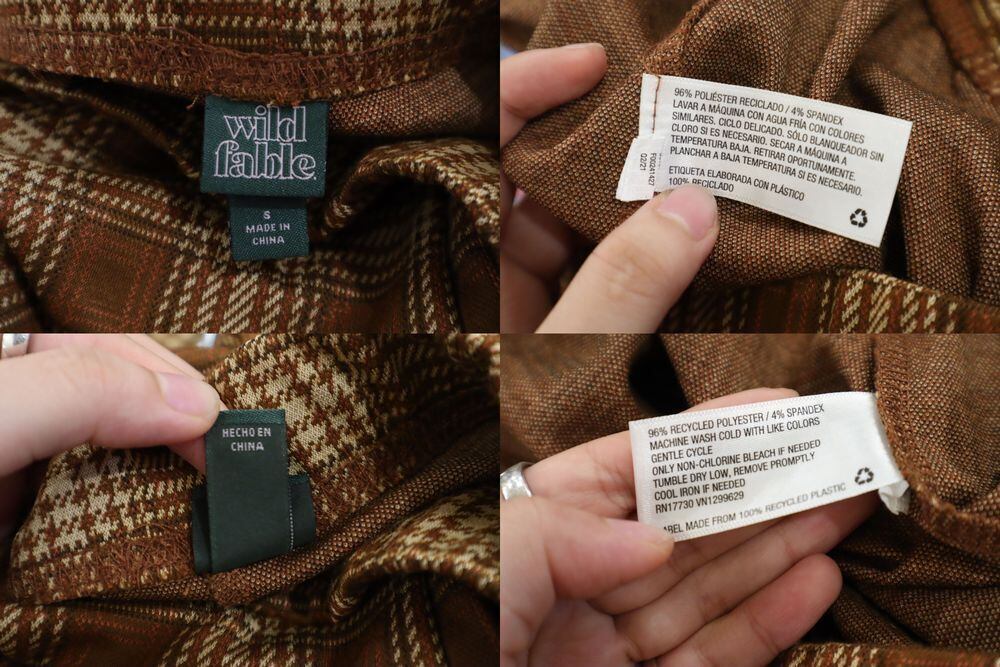 wild
fable.
S
MADE IN
CHINA
96% POLIÉSTER RECICLADO / 4% SPANDEX
LAVAR A MÁQUINA CON AGUA FRÍA CON COLORES
SIMILARES. CICLO DELICADO. SÓLO BLANQUEADOR SIN
CLORO SI ES NECESARIO. SECAR A MÁQUINA A
TEMPERATURA BAJA. RETIRAR OPORTUNAMENTE.
PLANCHAR A BAJA TEMPERATURA SI ES NECESARIO.
ETIQUETA ELABORADA CON PLÁSTICO
100% RECICLADO
02/21
HECHO EN
CHINA
96% RECYCLED POLYESTER / 4% SPANDEX
MACHINE WASH COLD WITH LIKE COLORS
GENTLE CYCLE
ONLY NON-CHLORINE BLEACH IF NEEDED
TUMBLE DRY LOW, REMOVE PROMPTLY
COOL IRON IF NEEDED
RN17730 VN1299629
ABEL MADE FROM 100% RECYCLED PLASTIC